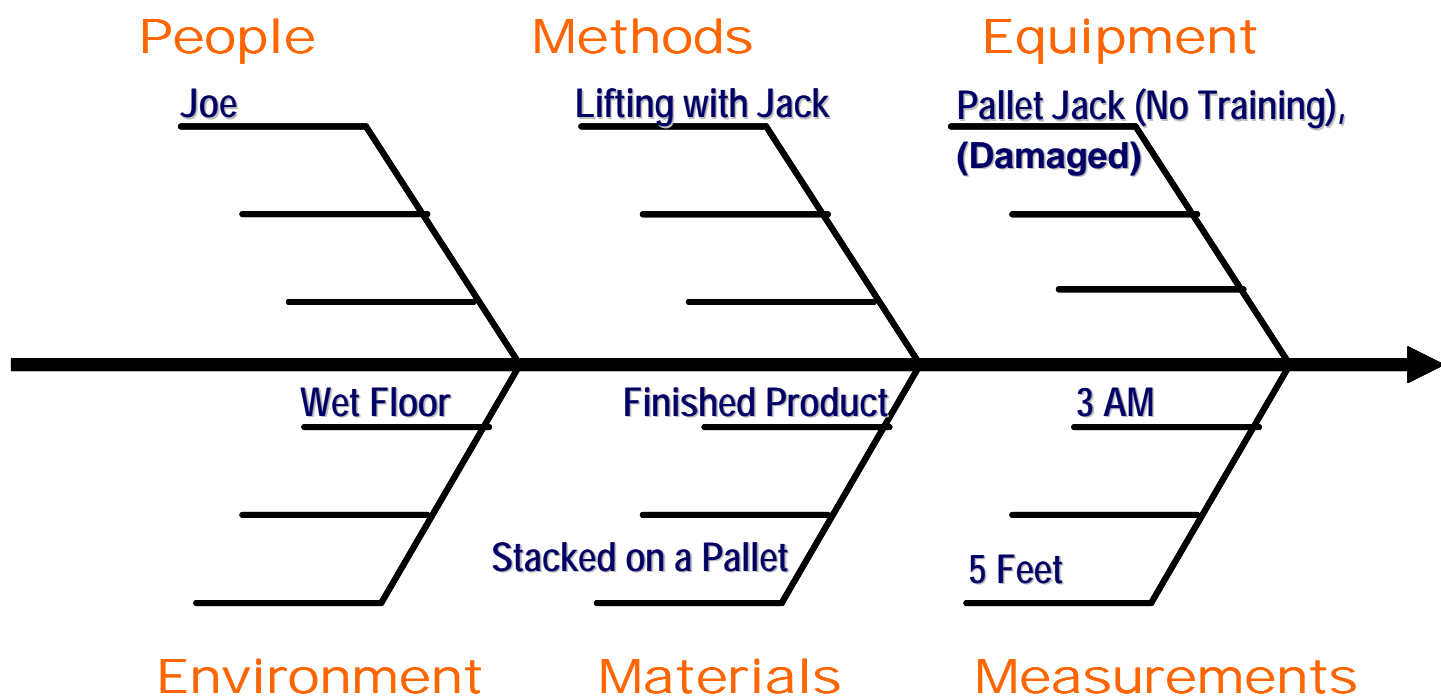 People
Methods
Equipment
Joe
Lifting with Jack
Pallet Jack (No Training),
(Damaged)
Wet Floor
Finished Product
3 AM
Stacked on a Pallet
5 Feet
Environment
Materials
Measurements